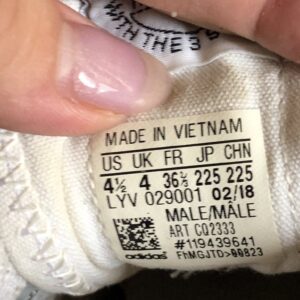 WITH THE 3 S
MADE IN VIETNAM
US UK FR JP CHN
4½ 4 36⅔ 225 225
LYV 029001 02/18
MALE/MÂLE
ART CQ2333
#119439641
adidas